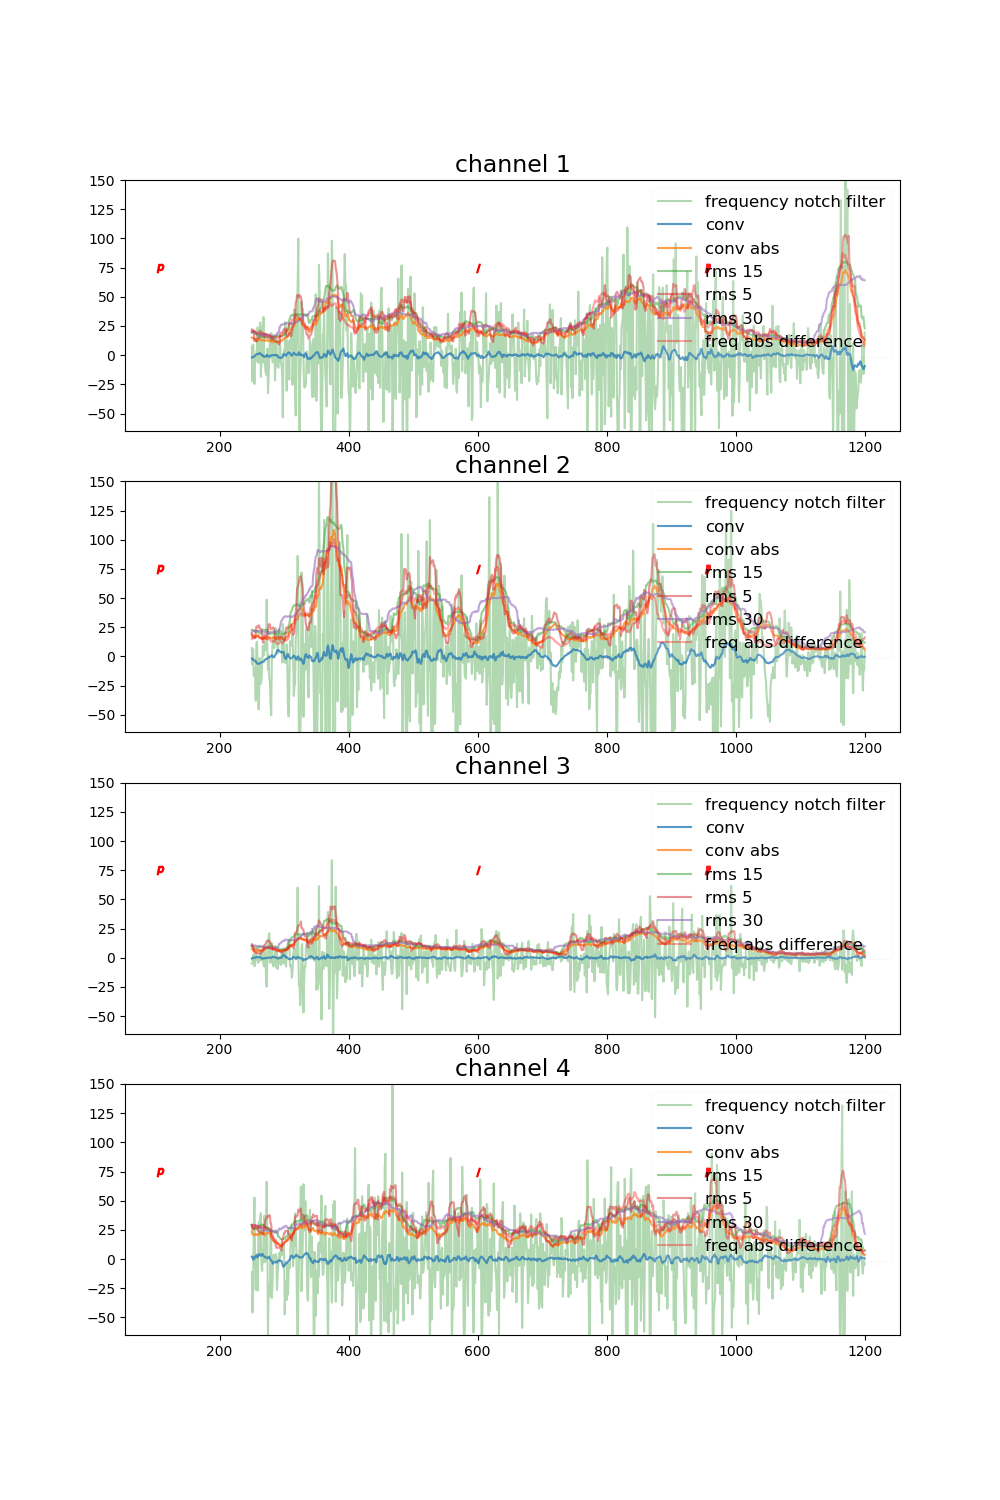 channel 1
150
125
100
75
50
25
0
−25
−50
p
l
frequency notch filter
conv
conv abs
rms 15
rms 5
rms 30
freq abs difference
200 400 600 800 1000 1200
channel 2
150
125
100
75
50
25
0
−25
−50
p
l
frequency notch filter
conv
conv abs
rms 15
rms 5
rms 30
freq abs difference
200 400 600 800 1000 1200
channel 3
150
125
100
75
50
25
0
−25
−50
p
l
frequency notch filter
conv
conv abs
rms 15
rms 5
rms 30
freq abs difference
200 400 600 800 1000 1200
channel 4
150
125
100
75
50
25
0
−25
−50
p
l
frequency notch filter
conv
conv abs
rms 15
rms 5
rms 30
freq abs difference
200 400 600 800 1000 1200